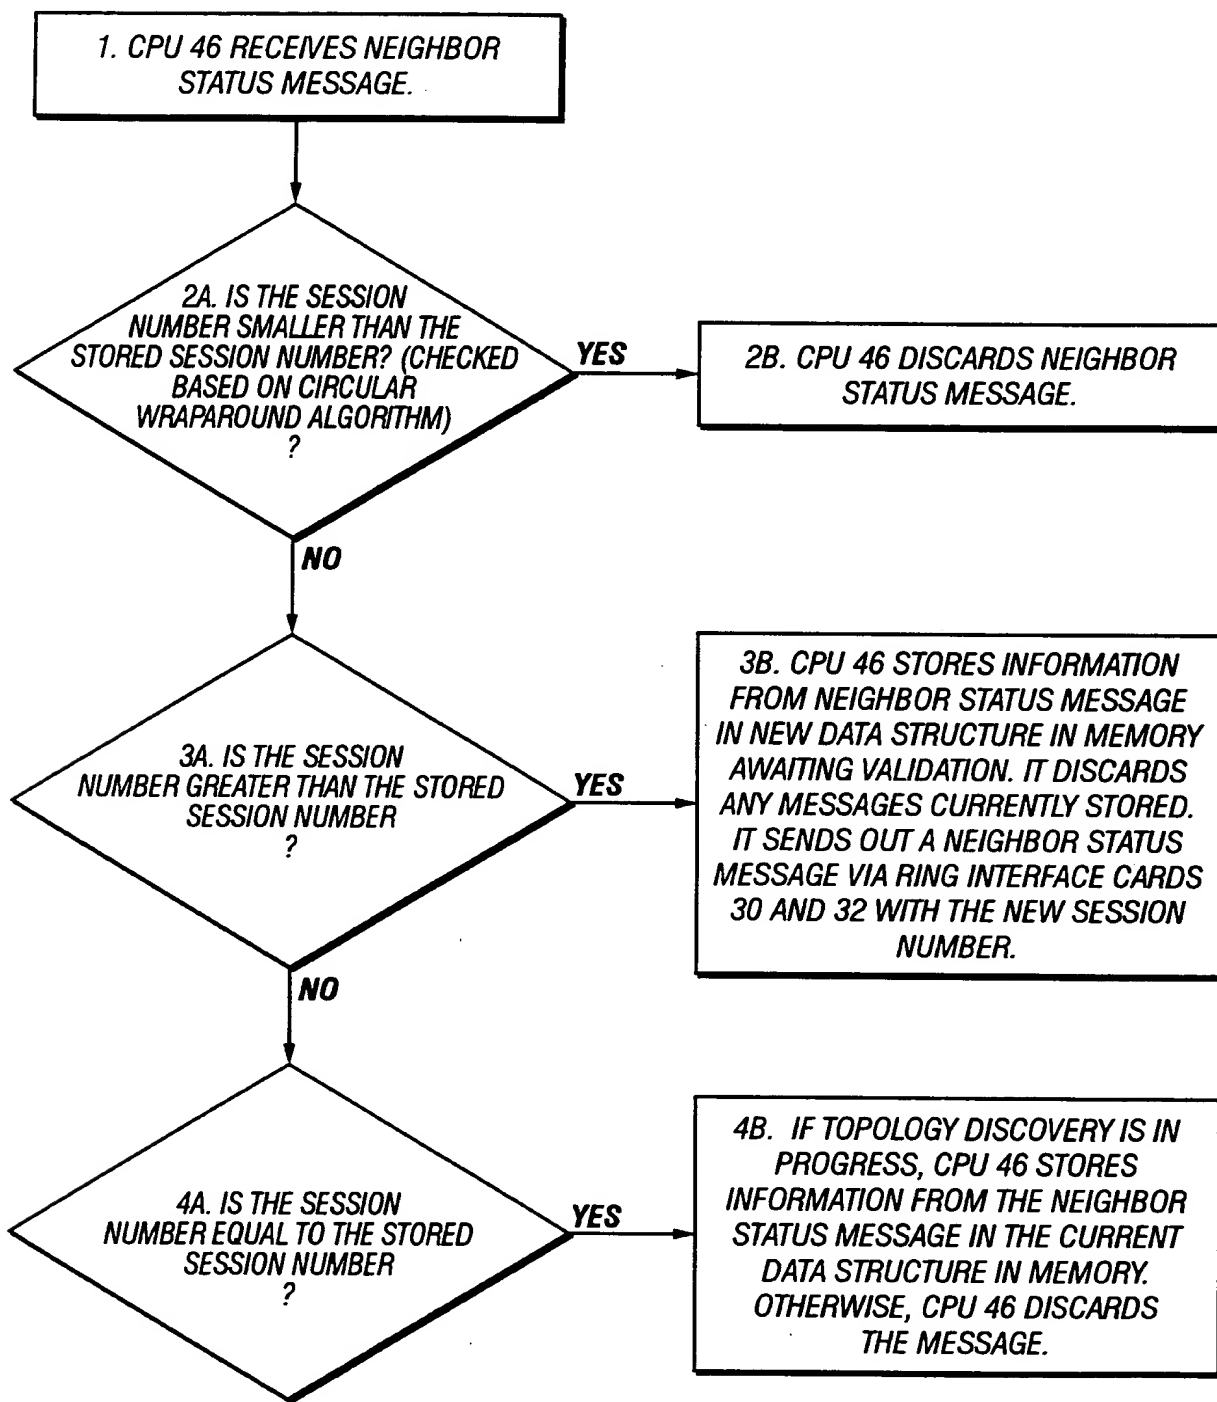 1. CPU 46 RECEIVES NEIGHBOR
STATUS MESSAGE.
2A. IS THE SESSION
NUMBER SMALLER THAN THE
STORED SESSION NUMBER? (CHECKED
BASED ON CIRCULAR
WRAPAROUND ALGORITHM)
?
YES
2B. CPU 46 DISCARDS NEIGHBOR
STATUS MESSAGE.
NO
3A. IS THE SESSION
NUMBER GREATER THAN THE STORED
SESSION NUMBER
?
YES
3B. CPU 46 STORES INFORMATION
FROM NEIGHBOR STATUS MESSAGE
IN NEW DATA STRUCTURE IN MEMORY
AWAITING VALIDATION. IT DISCARDS
ANY MESSAGES CURRENTLY STORED.
IT SENDS OUT A NEIGHBOR STATUS
MESSAGE VIA RING INTERFACE CARDS
30 AND 32 WITH THE NEW SESSION
NUMBER.
NO
4A. IS THE SESSION
NUMBER EQUAL TO THE STORED
SESSION NUMBER
?
YES
4B. IF TOPOLOGY DISCOVERY IS IN
PROGRESS, CPU 46 STORES
INFORMATION FROM THE NEIGHBOR
STATUS MESSAGE IN THE CURRENT
DATA STRUCTURE IN MEMORY.
OTHERWISE, CPU 46 DISCARDS
THE MESSAGE.